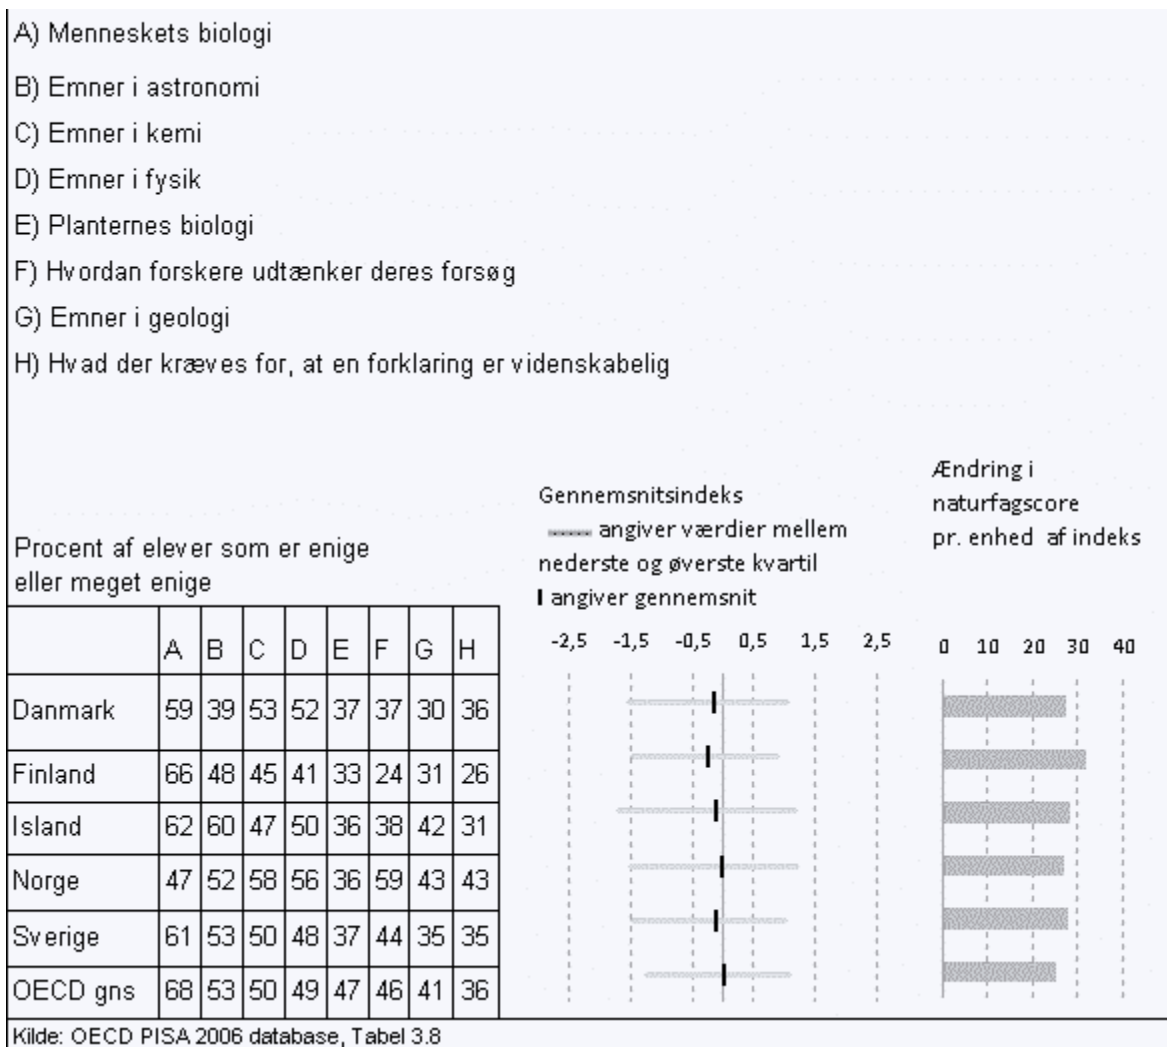 A) Menneskets biologi
B) Emner i astronomi
C) Emner i kemi
D) Emner i fysik
E) Planternes biologi
F) Hvordan forskere udtænker deres forsøg
G) Emner i geologi
H) Hvad der kræves for, at en forklaring er videnskabelig
Procent af elever som er enige
eller meget enige
A B C D E F G H
Danmark 59 39 53 52 37 37 30 36
Finland 66 48 45 41 33 24 31 26
Island 62 60 47 50 36 38 42 31
Norge 47 52 58 56 36 59 43 43
Sverige 61 53 50 48 37 44 35 35
OECD gns 68 53 50 49 47 46 41 36
Gennemsnitsindeks
angiver værdier mellem
nederste og øverste kvartil
I angiver gennemsnit
-2,5 -1,5 -0,5 0,5 1,5 2,5
Ændring i
naturfagscore
pr. enhed af indeks
0 10 20 30 40
Kilde: OECD PISA 2006 database, Tabel 3.8